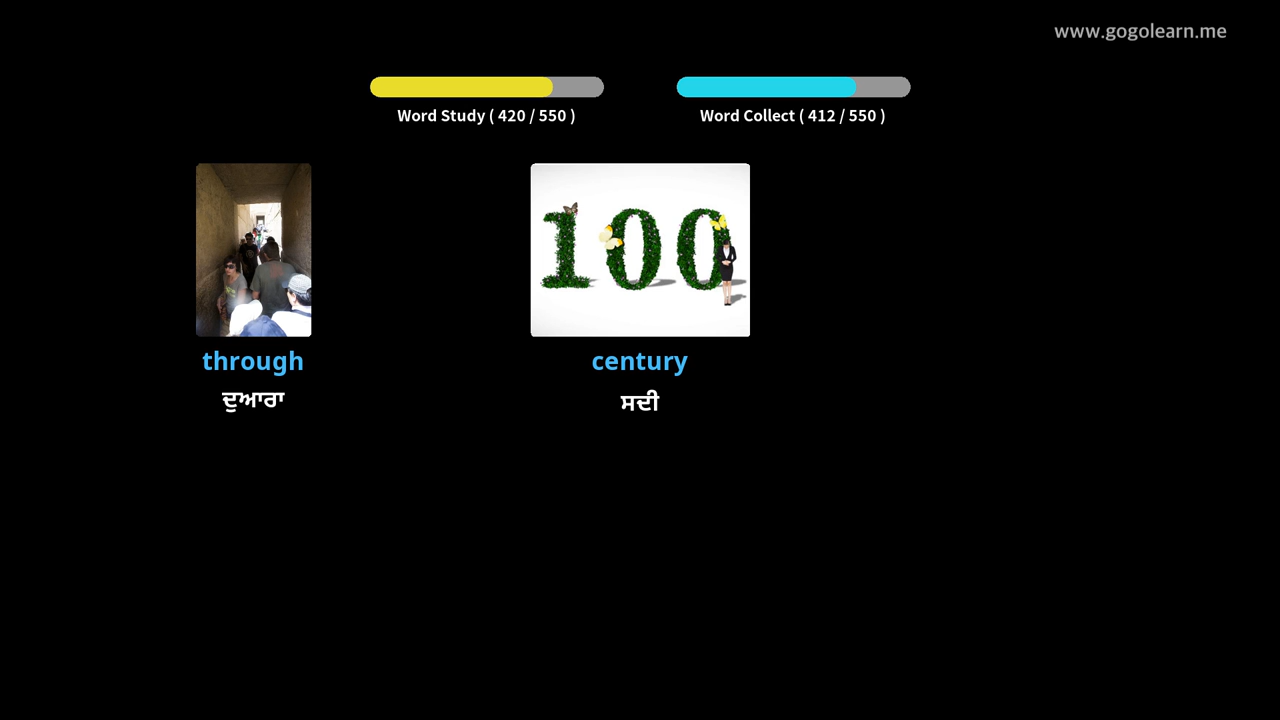 www.gogolearn.me
Word Study ( 420 / 550 )
Word Collect ( 412 / 550 )
100
through
century
ਦੁਆਰਾ
ਸਦੀ